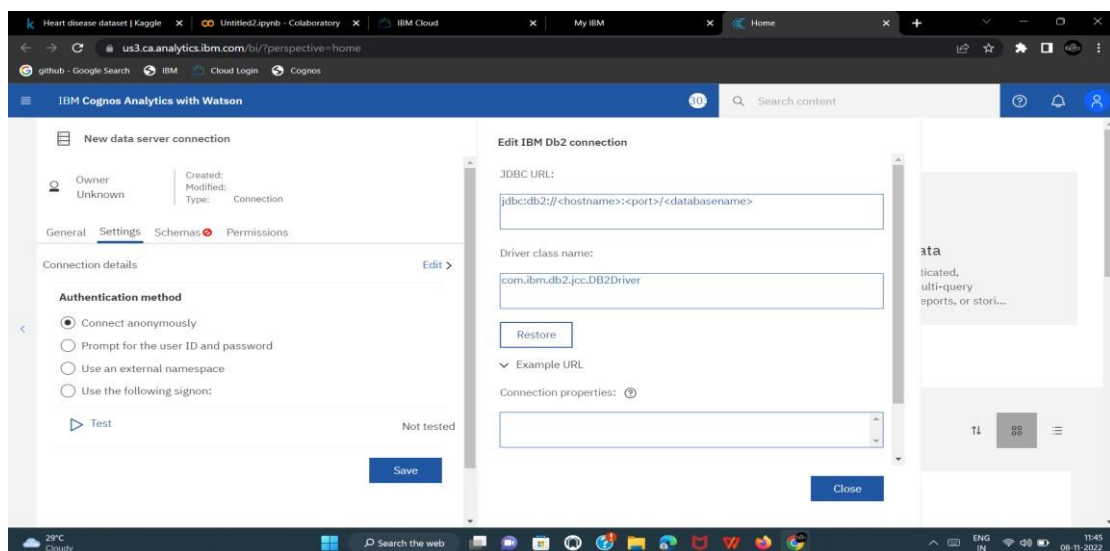 Heart disease dataset | Kaggle
Untitled2.ipynb - Colaboratory
IBM Cloud
My IBM
Home
us3.ca.analytics.ibm.com/bi/?perspective=home
github - Google Search IBM Cloud Login Cognos
IBM Cognos Analytics with Watson
30
Search content
New data server connection
Owner
Unknown
Created:
Modified:
Type: Connection
General Settings Schemas Permissions
Connection details Edit
Authentication method
Connect anonymously
Prompt for the user ID and password
Use an external namespace
Use the following signon:
Test Not tested
Save
Edit IBM Db2 connection
JDBC URL:
jdbc:db2://<hostname>:<port>/<databasename>
Driver class name:
com.ibm.db2.jcc.DB2Driver
Restore
Example URL
Connection properties:
Close
ata
ticated,
ulti-query
eports, or stori...
29°C
Cloudy
Search the web
ENG
IN
11:45
08-11-2022